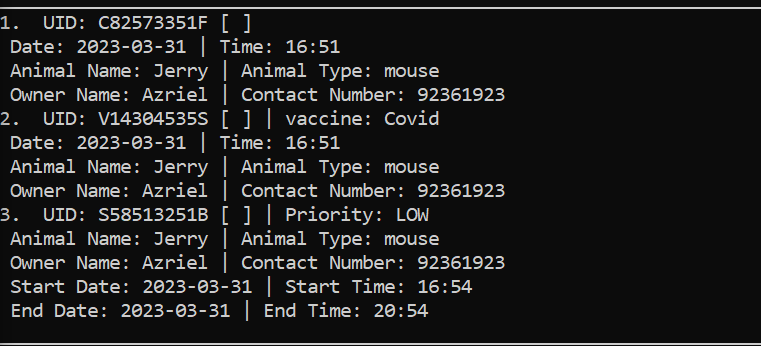 1.  UID: C82573351F [ ]
Date: 2023-03-31 | Time: 16:51
Animal Name: Jerry | Animal Type: mouse
Owner Name: Azriel | Contact Number: 92361923
2.  UID: V14304535S [ ] | vaccine: Covid
Date: 2023-03-31 | Time: 16:51
Animal Name: Jerry | Animal Type: mouse
Owner Name: Azriel | Contact Number: 92361923
3.  UID: S58513251B [ ] | Priority: LOW
Animal Name: Jerry | Animal Type: mouse
Owner Name: Azriel | Contact Number: 92361923
Start Date: 2023-03-31 | Start Time: 16:54
End Date: 2023-03-31 | End Time: 20:54